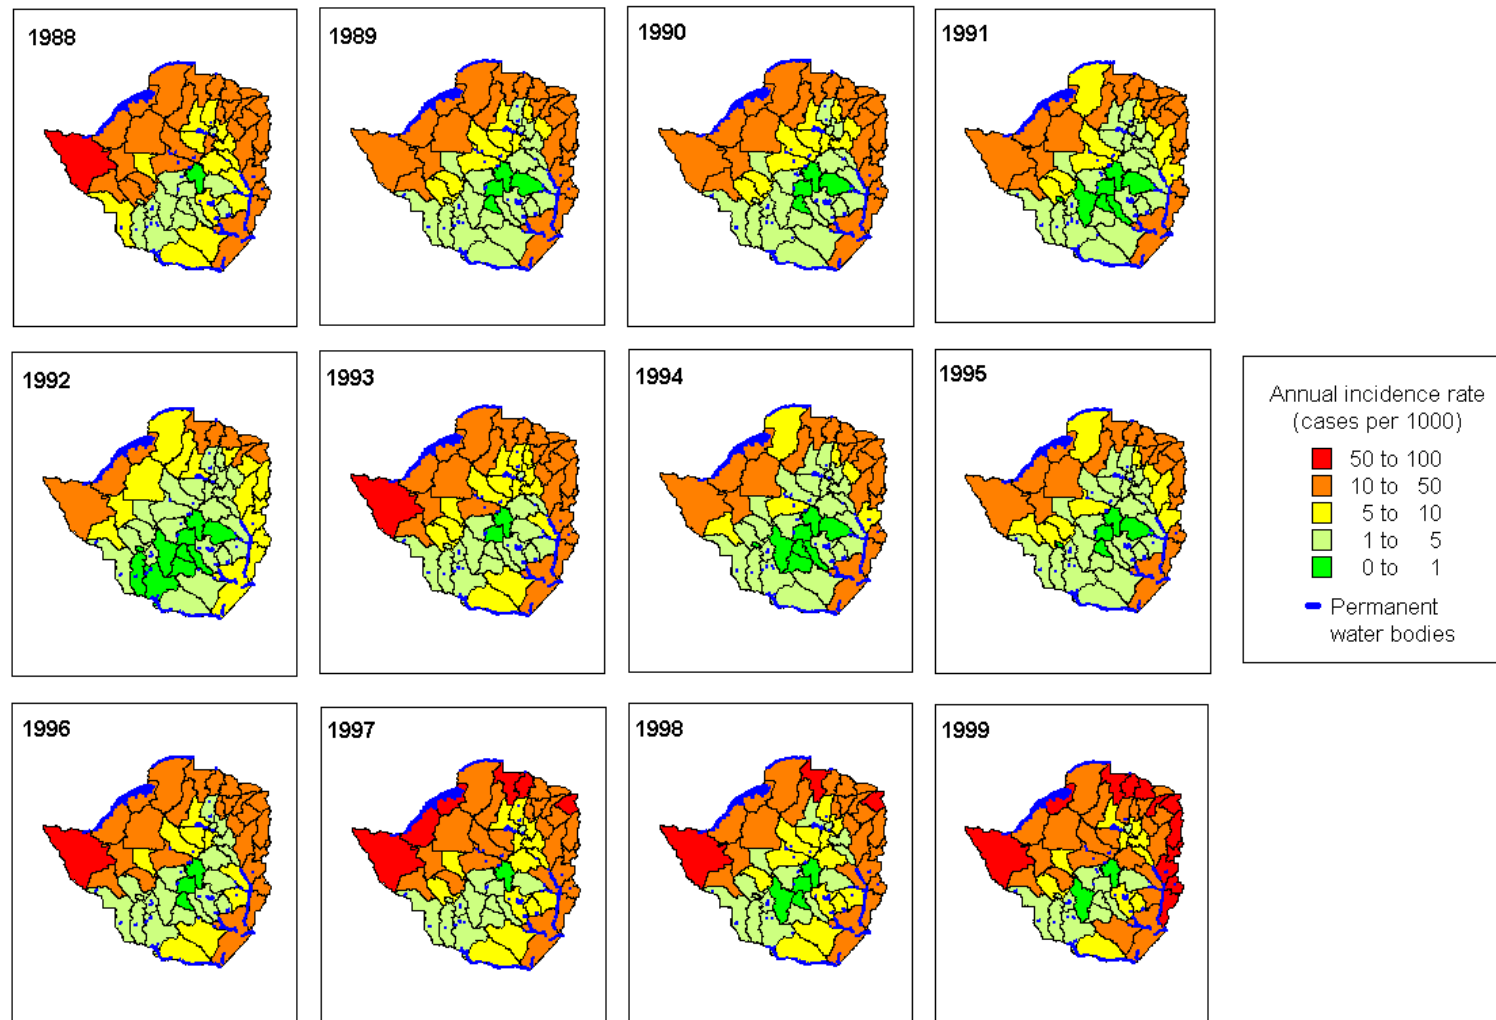 1988
1989
1990
1991
1992
1993
1994
1995
Annual incidence rate
(cases per 1000)
50 to 100
10 to 50
5 to 10
1 to 5
0 to 1
Permanent
water bodies
1996
1997
1998
1999